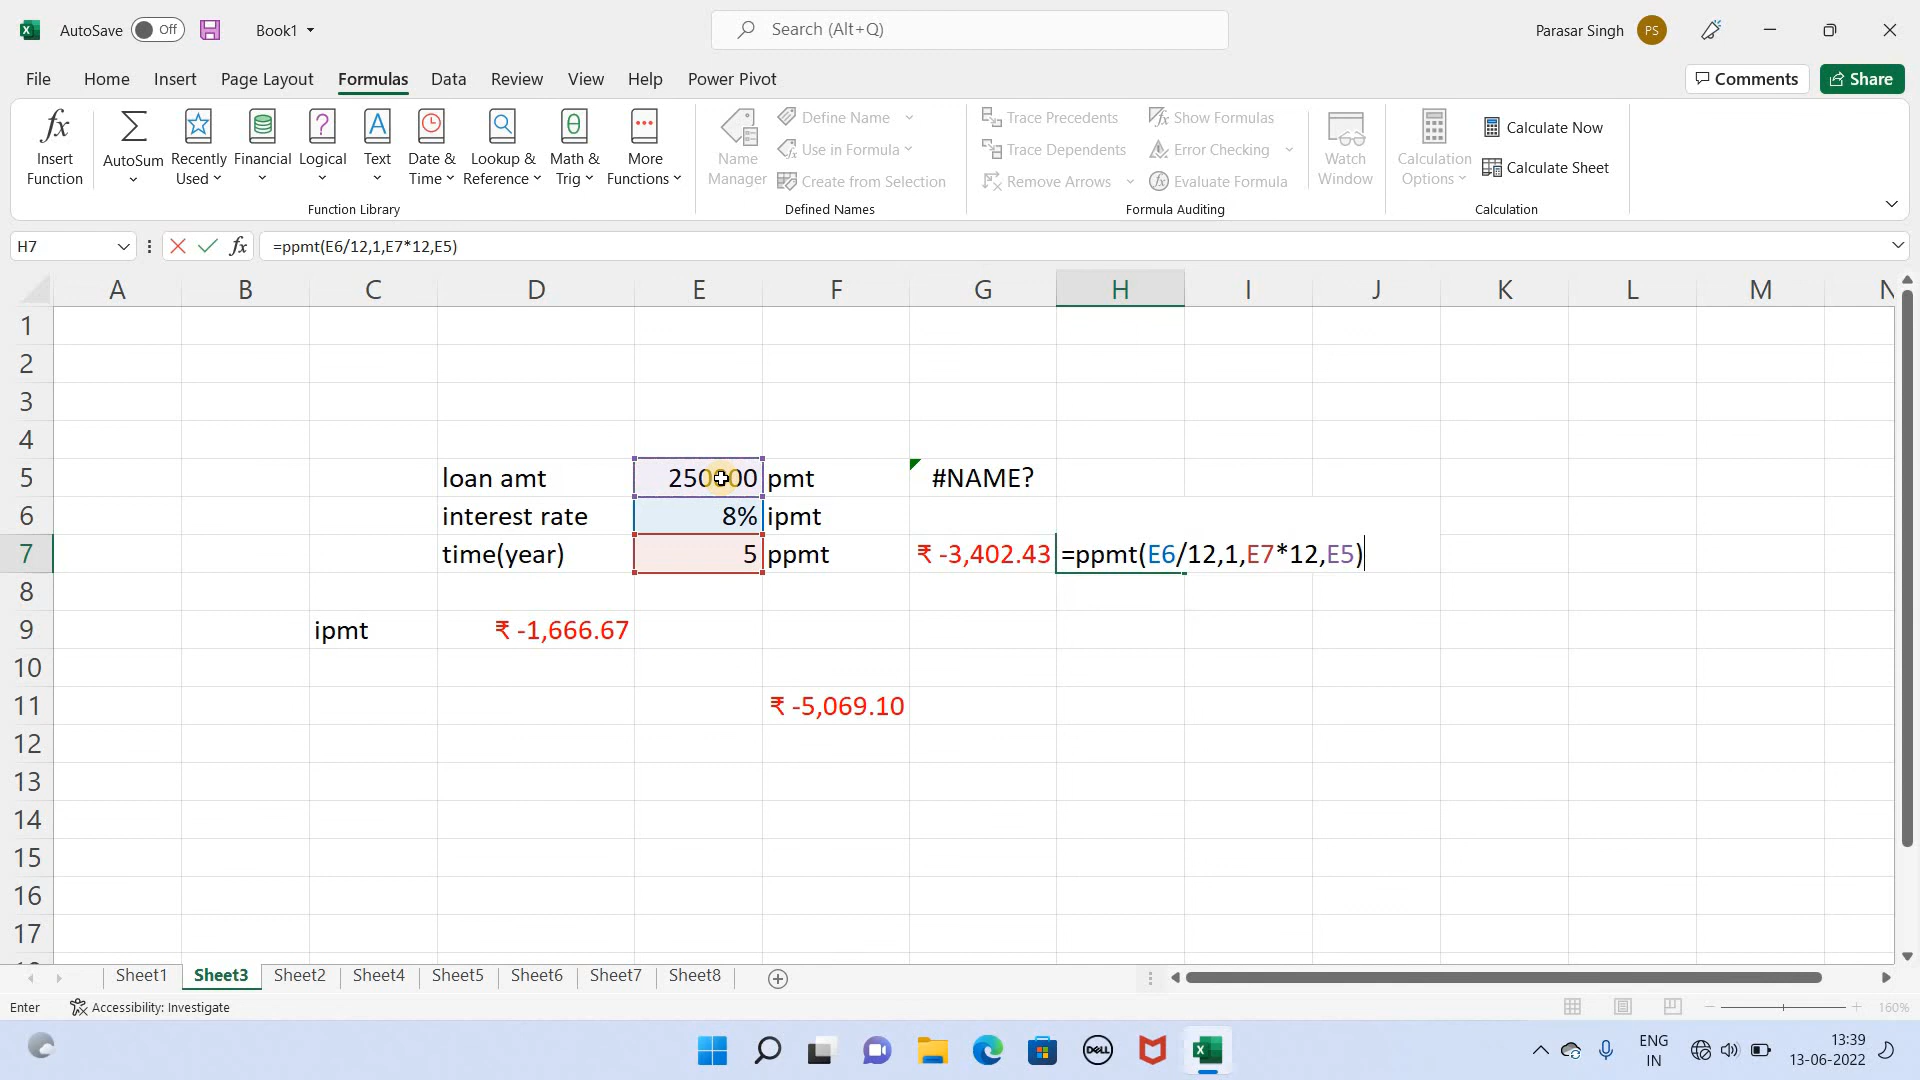 AutoSave Off Book1 Search (Alt+Q) Parasar Singh PS
File Home Insert Page Layout Formulas Data Review View Help Power Pivot Comments Share
Insert Function
AutoSum
Recently Used
Financial
Logical
Text
Date & Time
Lookup & Reference
Math & Trig
More Functions
Function Library
Name Manager
Define Name
Use in Formula
Create from Selection
Defined Names
Trace Precedents
Trace Dependents
Remove Arrows
Show Formulas
Error Checking
Evaluate Formula
Formula Auditing
Watch Window
Calculation Options
Calculate Now
Calculate Sheet
Calculation
H7 fx =ppmt(E6/12,1,E7*12,E5)
A B C D E F G H I J K L M N
1
2
3
4
5 loan amt 250000 pmt #NAME?
6 interest rate 8% ipmt
7 time(year) 5 ppmt ₹ -3,402.43 =ppmt(E6/12,1,E7*12,E5)
8
9 ipmt ₹ -1,666.67
10
11 ₹ -5,069.10
12
13
14
15
16
17
Sheet1 Sheet3 Sheet2 Sheet4 Sheet5 Sheet6 Sheet7 Sheet8
Enter Accessibility: Investigate 160%
DELL
ENG IN
13:39
13-06-2022